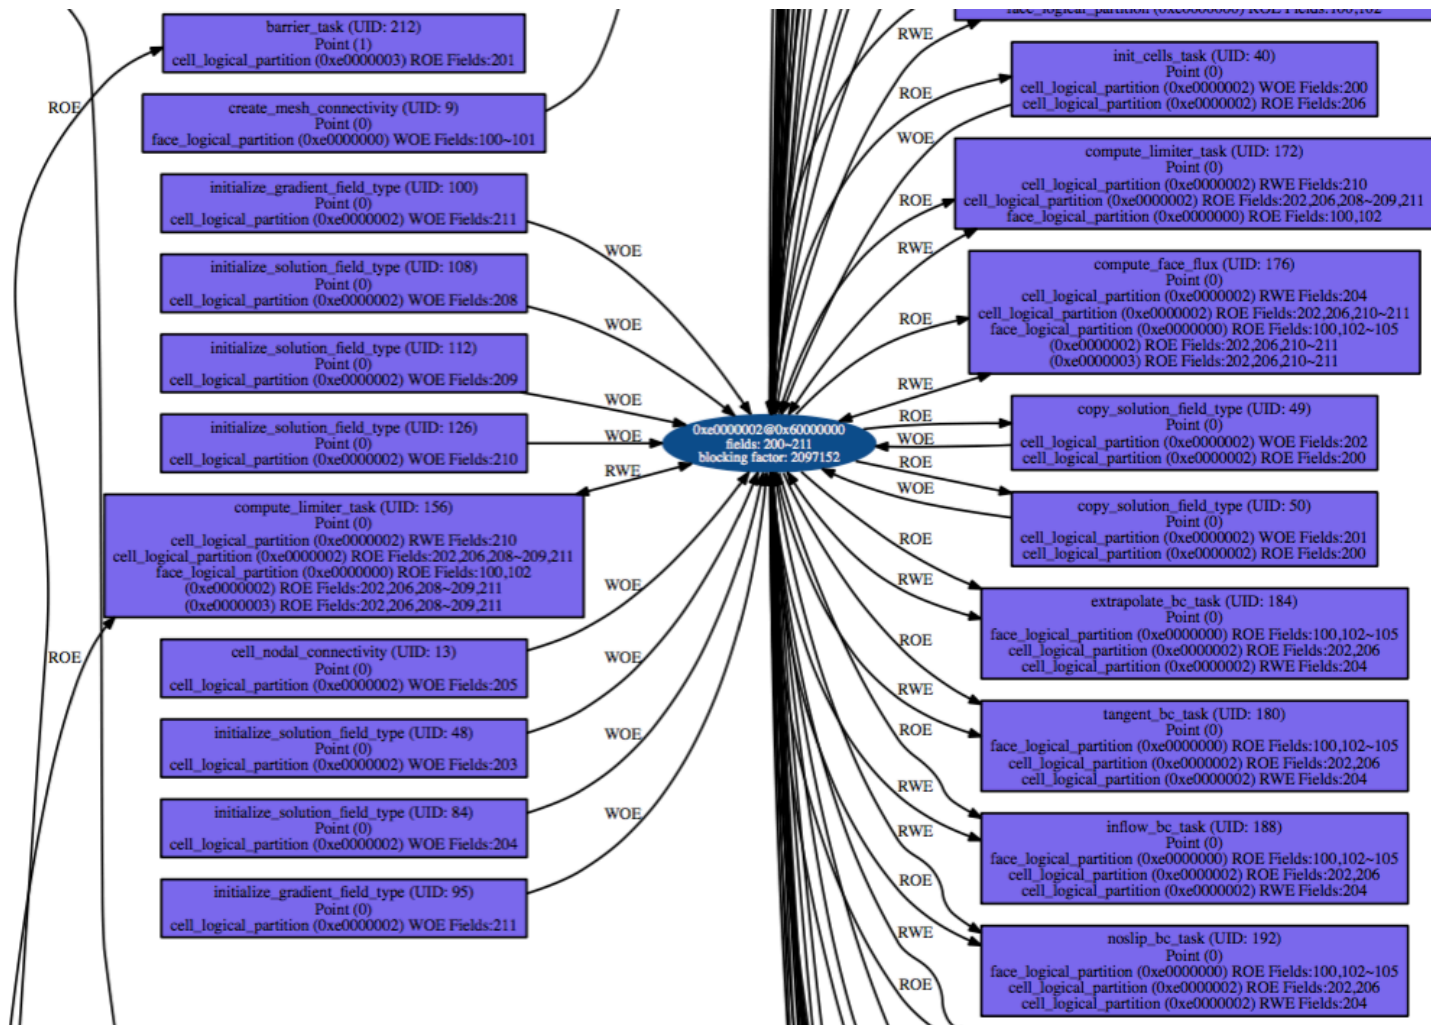 barrier_task (UID: 212)
Point (1)
cell_logical_partition (0xe0000003) ROE Fields:201
ROE
create_mesh_connectivity (UID: 9)
Point (0)
face_logical_partition (0xe0000000) WOE Fields:100~101
initialize_gradient_field_type (UID: 100)
Point (0)
cell_logical_partition (0xe0000002) WOE Fields:211
WOE
initialize_solution_field_type (UID: 108)
Point (0)
cell_logical_partition (0xe0000002) WOE Fields:208
WOE
initialize_solution_field_type (UID: 112)
Point (0)
cell_logical_partition (0xe0000002) WOE Fields:209
WOE
initialize_solution_field_type (UID: 126)
Point (0)
cell_logical_partition (0xe0000002) WOE Fields:210
WOE
RWE
compute_limiter_task (UID: 156)
Point (0)
cell_logical_partition (0xe0000002) RWE Fields:210
cell_logical_partition (0xe0000002) ROE Fields:202,206,208~209,211
face_logical_partition (0xe0000000) ROE Fields:100,102
(0xe0000002) ROE Fields:202,206,208~209,211
(0xe0000003) ROE Fields:202,206,208~209,211
WOE
ROE
cell_nodal_connectivity (UID: 13)
Point (0)
cell_logical_partition (0xe0000002) WOE Fields:205
WOE
initialize_solution_field_type (UID: 48)
Point (0)
cell_logical_partition (0xe0000002) WOE Fields:203
WOE
initialize_solution_field_type (UID: 84)
Point (0)
cell_logical_partition (0xe0000002) WOE Fields:204
WOE
initialize_gradient_field_type (UID: 95)
Point (0)
cell_logical_partition (0xe0000002) WOE Fields:211
0xe0000002@0x60000000
fields: 200~211
blocking factor: 2097152
face_logical_partition (0xe0000000) ROE Fields:100,102
RWE
init_cells_task (UID: 40)
Point (0)
cell_logical_partition (0xe0000002) WOE Fields:200
cell_logical_partition (0xe0000002) ROE Fields:206
ROE
WOE
compute_limiter_task (UID: 172)
Point (0)
cell_logical_partition (0xe0000002) RWE Fields:210
cell_logical_partition (0xe0000002) ROE Fields:202,206,208~209,211
face_logical_partition (0xe0000000) ROE Fields:100,102
ROE
RWE
compute_face_flux (UID: 176)
Point (0)
cell_logical_partition (0xe0000002) RWE Fields:204
cell_logical_partition (0xe0000002) ROE Fields:202,206,210~211
face_logical_partition (0xe0000000) ROE Fields:100,102~105
(0xe0000002) ROE Fields:202,206,210~211
(0xe0000003) ROE Fields:202,206,210~211
ROE
RWE
copy_solution_field_type (UID: 49)
Point (0)
cell_logical_partition (0xe0000002) WOE Fields:202
cell_logical_partition (0xe0000002) ROE Fields:200
ROE
WOE
ROE
WOE
copy_solution_field_type (UID: 50)
Point (0)
cell_logical_partition (0xe0000002) WOE Fields:201
cell_logical_partition (0xe0000002) ROE Fields:200
ROE
RWE
extrapolate_bc_task (UID: 184)
Point (0)
face_logical_partition (0xe0000000) ROE Fields:100,102~105
cell_logical_partition (0xe0000002) ROE Fields:202,206
cell_logical_partition (0xe0000002) RWE Fields:204
ROE
RWE
tangent_bc_task (UID: 180)
Point (0)
face_logical_partition (0xe0000000) ROE Fields:100,102~105
cell_logical_partition (0xe0000002) ROE Fields:202,206
cell_logical_partition (0xe0000002) RWE Fields:204
ROE
RWE
inflow_bc_task (UID: 188)
Point (0)
face_logical_partition (0xe0000000) ROE Fields:100,102~105
cell_logical_partition (0xe0000002) ROE Fields:202,206
cell_logical_partition (0xe0000002) RWE Fields:204
RWE
ROE
noslip_bc_task (UID: 192)
Point (0)
face_logical_partition (0xe0000000) ROE Fields:100,102~105
cell_logical_partition (0xe0000002) ROE Fields:202,206
cell_logical_partition (0xe0000002) RWE Fields:204
RWE
ROE